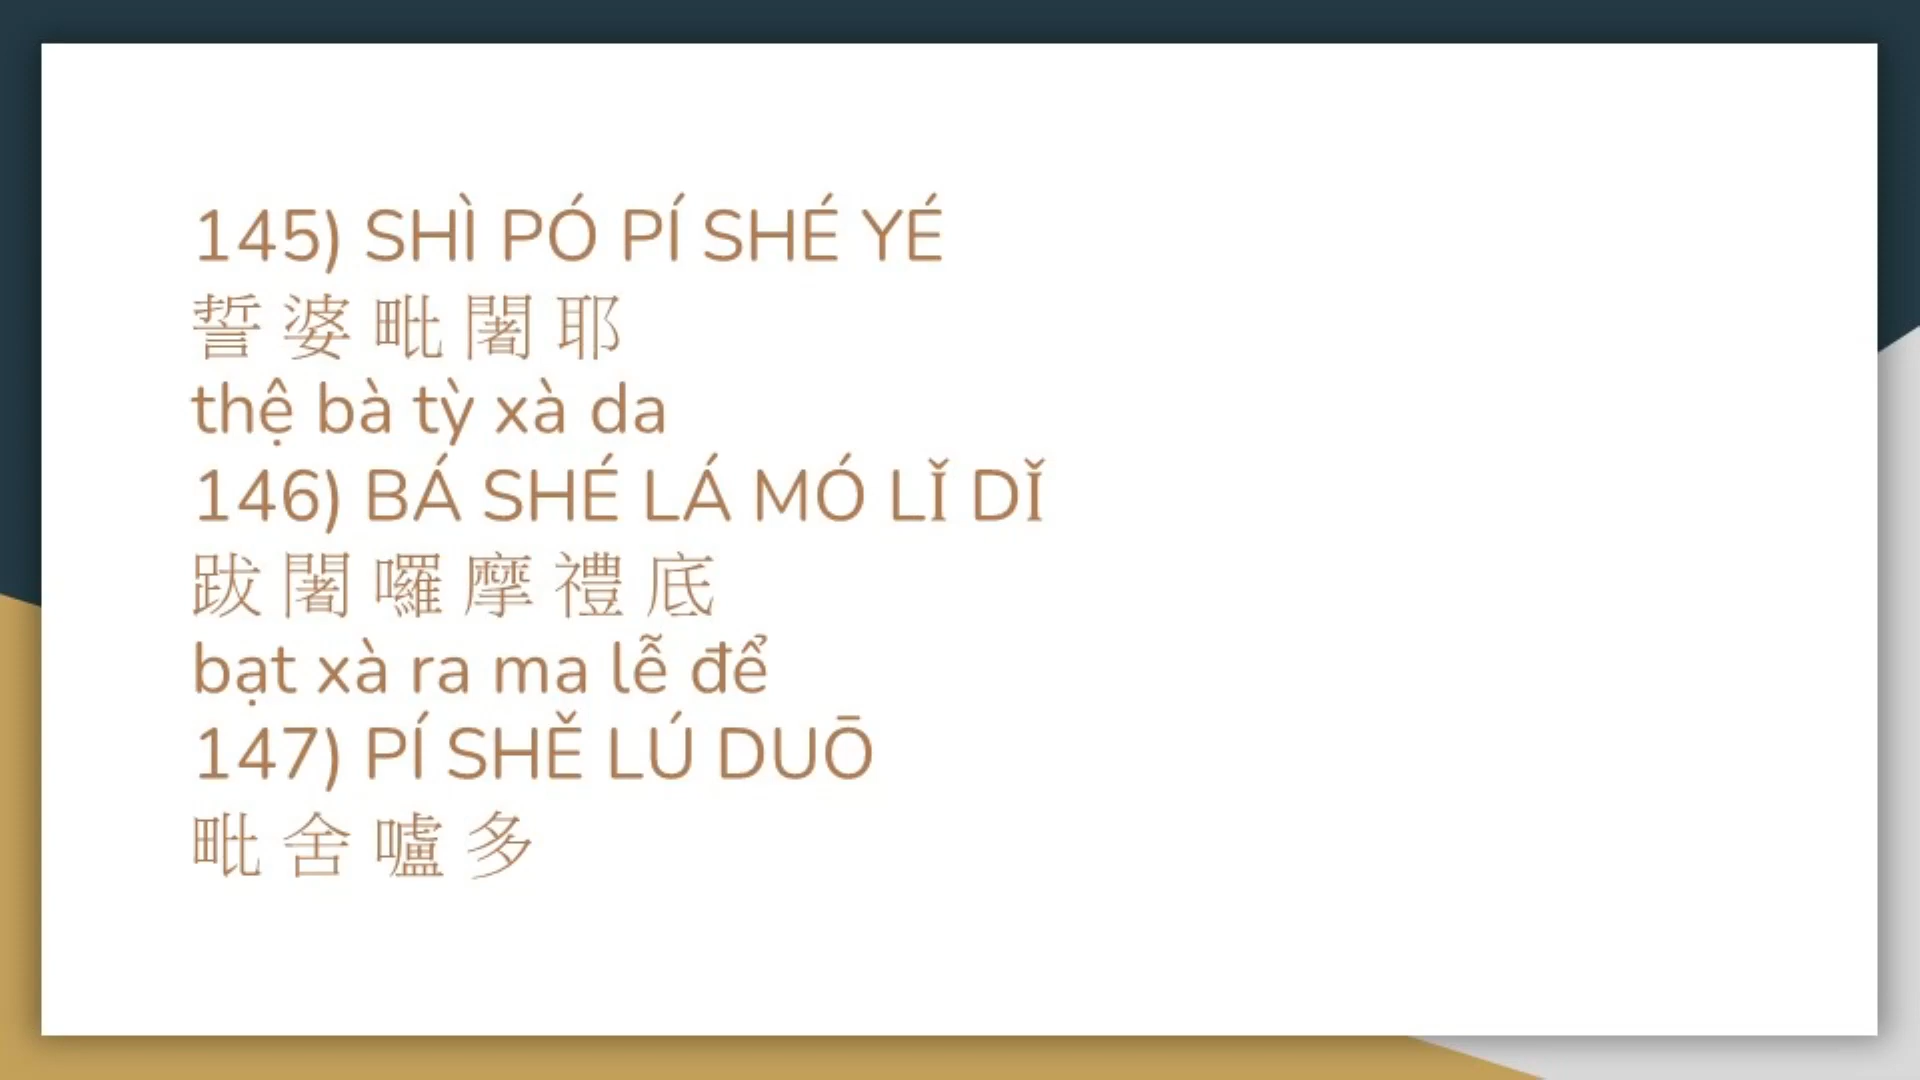 145) SHÌ PÓ PÍ SHÉ YÉ
誓 婆 毗 闍 耶
thệ bà tỳ xà da
146) BÁ SHÉ LÁ MÓ LǏ DǏ
跋 闍 囉 摩 禮 底
bạt xà ra ma lễ để
147) PÍ SHĚ LÚ DUŌ
毗 舍 嚧 多